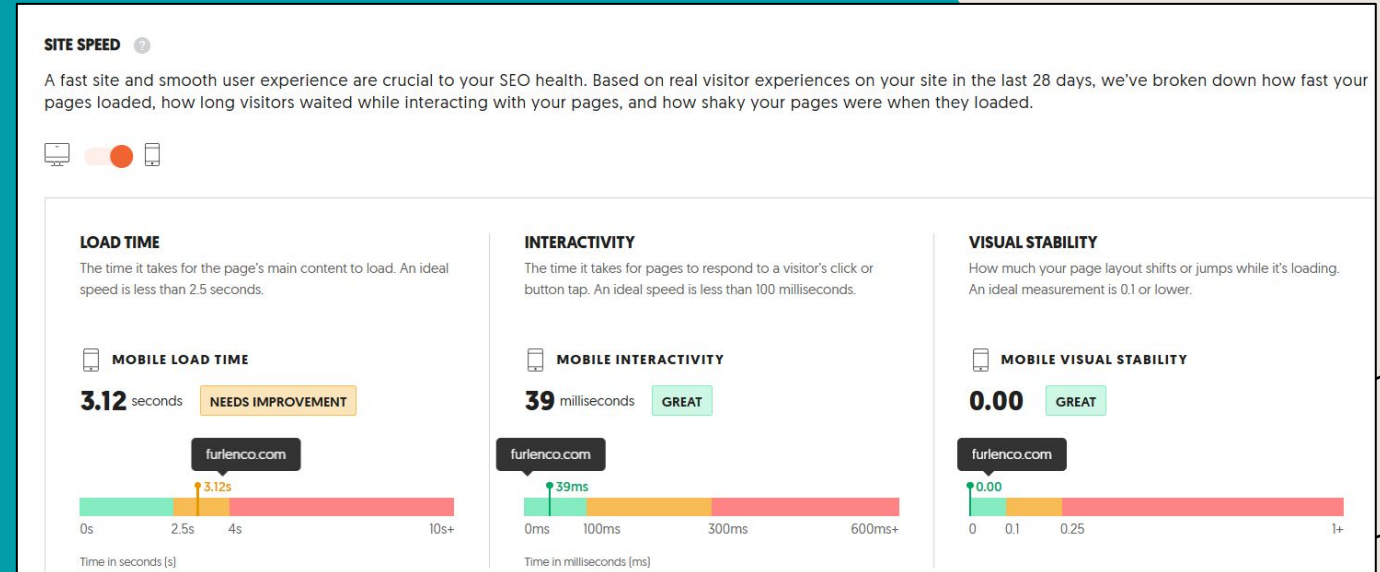 SITE SPEED ?
A fast site and smooth user experience are crucial to your SEO health. Based on real visitor experiences on your site in the last 28 days, we've broken down how fast your
pages loaded, how long visitors waited while interacting with your pages, and how shaky your pages were when they loaded.
LOAD TIME
The time it takes for the page's main content to load. An ideal
speed is less than 2.5 seconds.
MOBILE LOAD TIME
3.12 seconds NEEDS IMPROVEMENT
furlenco.com
3.12s
0s 2.5s 4s 10s+
Time in seconds (s)
INTERACTIVITY
The time it takes for pages to respond to a visitor's click or
button tap. An ideal speed is less than 100 milliseconds.
MOBILE INTERACTIVITY
39 milliseconds GREAT
furlenco.com
39ms
0ms 100ms 300ms 600ms+
Time in milliseconds (ms)
VISUAL STABILITY
How much your page layout shifts or jumps while it's loading.
An ideal measurement is 0.1 or lower.
MOBILE VISUAL STABILITY
0.00 GREAT
furlenco.com
0.00
0 0.1 0.25 1+